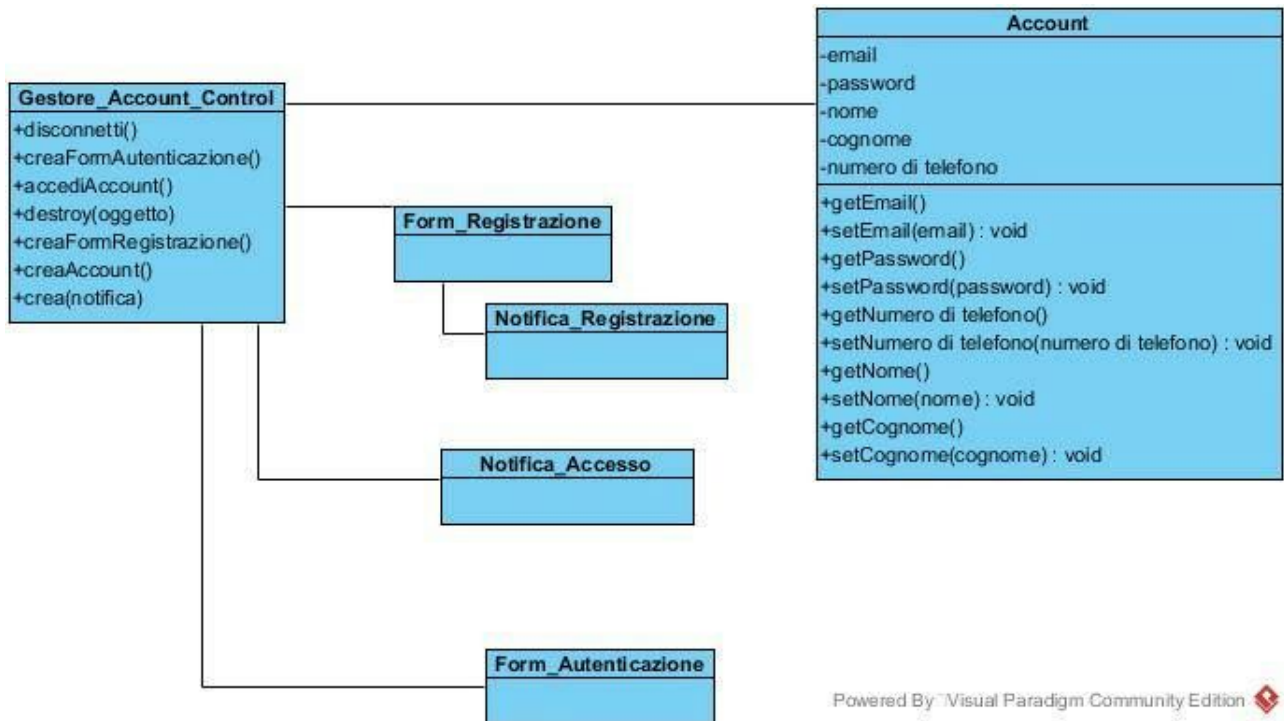 Gestore_Account_Control
+disconnetti()
+creaFormAutenticazione()
+accediAccount()
+destroy(oggetto)
+creaFormRegistrazione()
+creaAccount()
+crea(notifica)
Account
-email
-password
-nome
-cognome
-numero di telefono
+getEmail()
+setEmail(email) : void
+getPassword()
+setPassword(password) : void
+getNumero di telefono()
+setNumero di telefono(numero di telefono) : void
+getNome()
+setNome(nome) : void
+getCognome()
+setCognome(cognome) : void
Form_Registrazione
Notifica_Registrazione
Notifica_Accesso
Form_Autenticazione
Powered By Visual Paradigm Community Edition